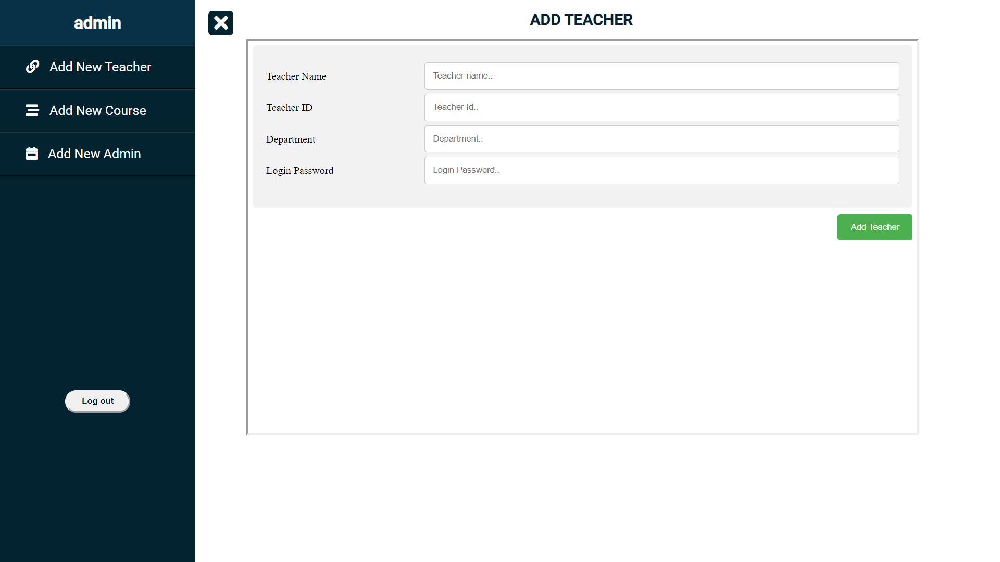 admin
Add New Teacher
Add New Course
Add New Admin
Log out
ADD TEACHER
Teacher Name
Teacher name..
Teacher ID
Teacher Id..
Department
Department..
Login Password
Login Password..
Add Teacher